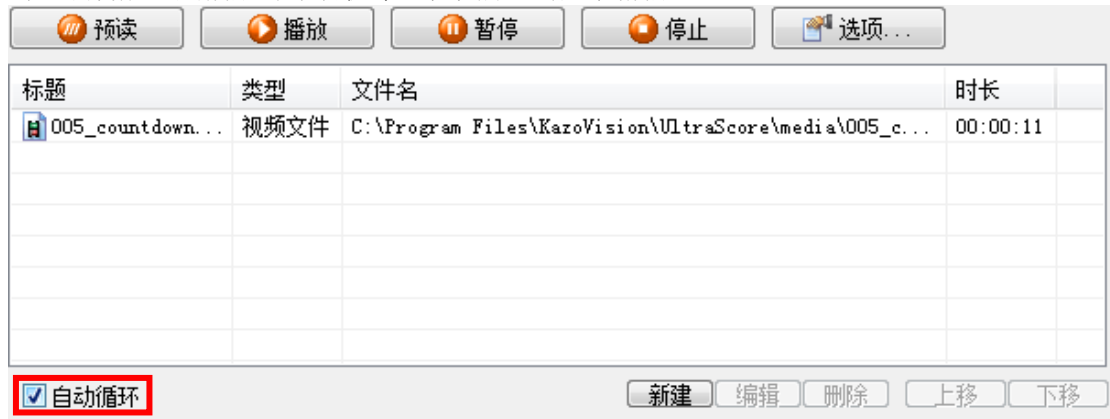 预读 播放 暂停 停止 选项...
标题 类型 文件名 时长
005_countdown... 视频文件 C:\Program Files\KazoVision\UltraScore\media\005_c... 00:00:11
自动循环 新建 编辑 删除 上移 下移